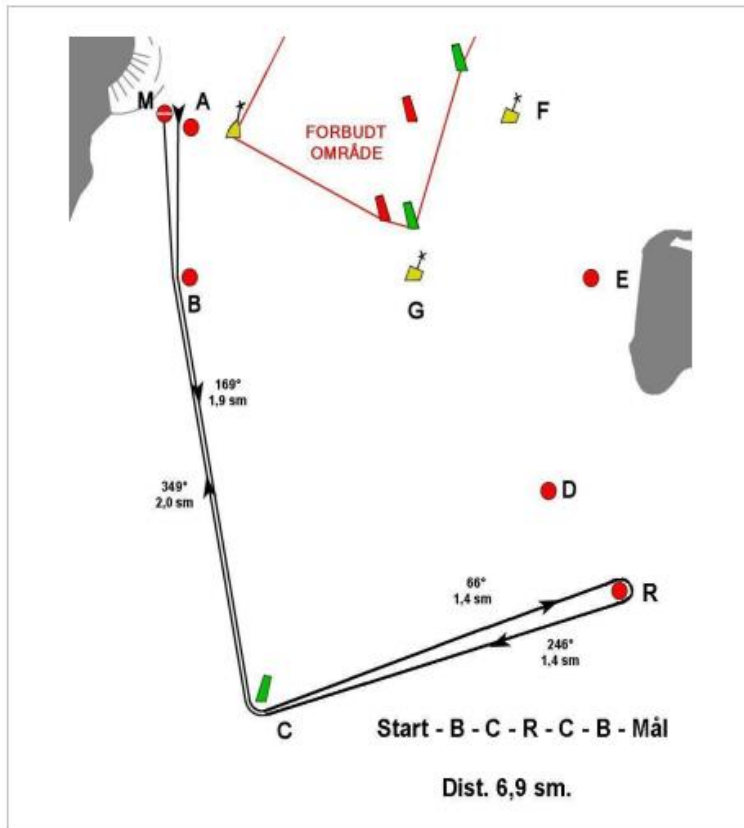 M
A
F
FORBUDT
OMRÅDE
B
G
E
169°
1,9 sm
349°
2,0 sm
D
66°
1,4 sm
R
246°
1,4 sm
C
Start - B - C - R - C - B - Mål
Dist. 6,9 sm.